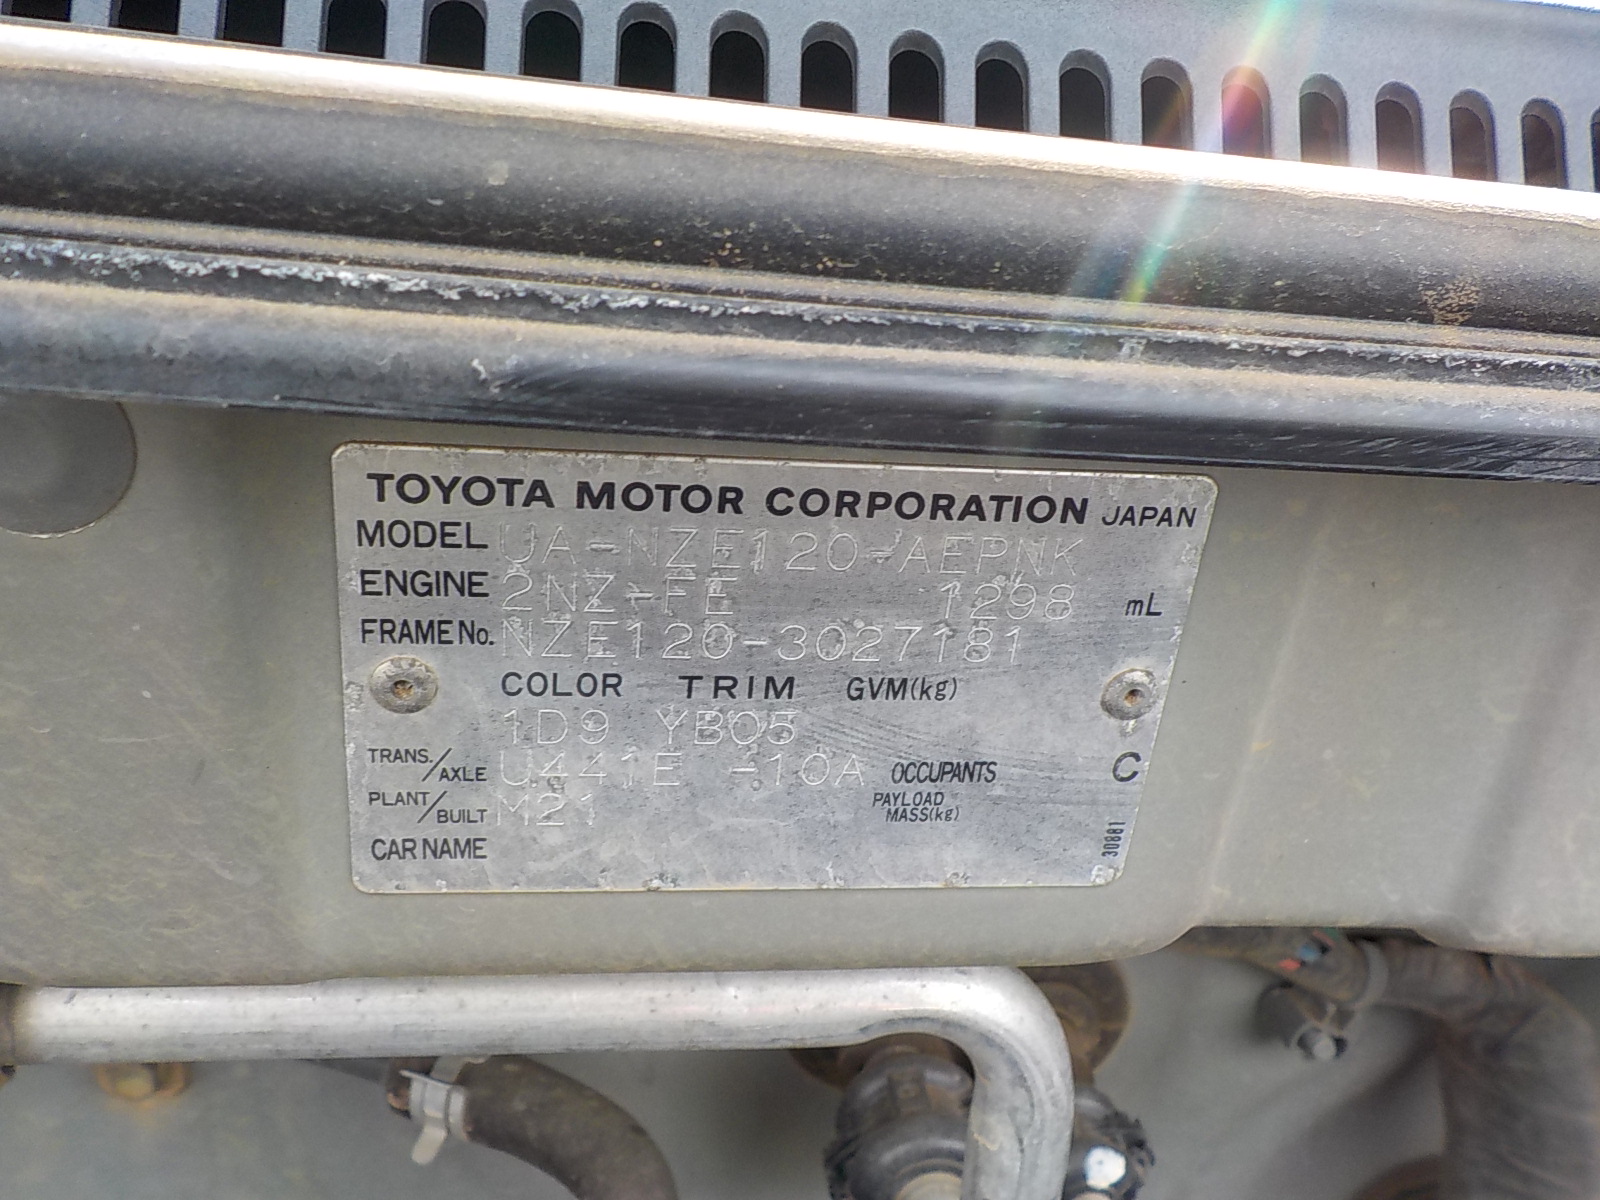 TOYOTA MOTOR CORPORATION JAPAN
MODEL UA-NZE120-AEPNK
ENGINE 2NZ-FE 1298 mL
FRAME No. NZE120-3027181
COLOR TRIM GVM(kg)
1D9 YB05
TRANS./AXLE U441E -10A OCCUPANTS C
PLANT/BUILT M21 PAYLOAD MASS(kg)
CAR NAME
30881